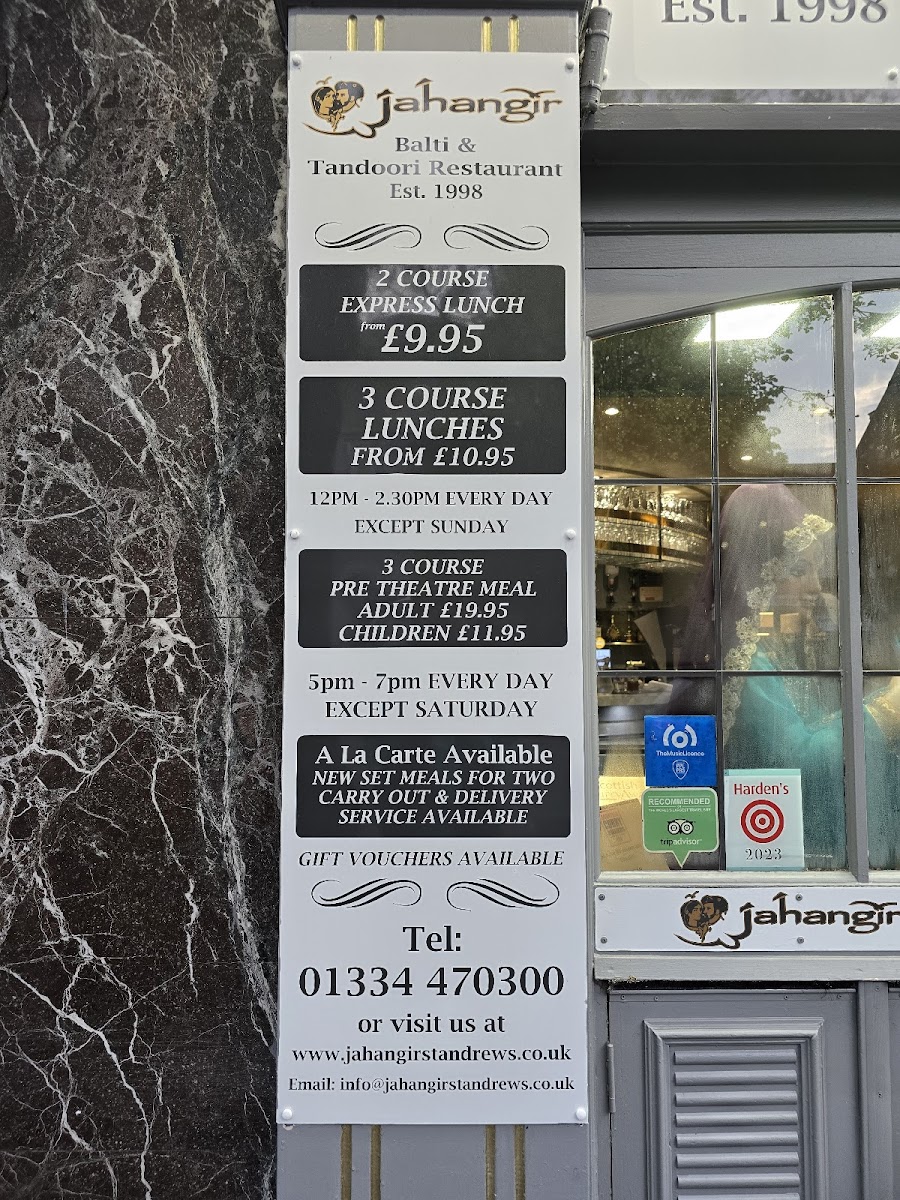 Est. 1998
jahangir
Balti &
Tandoori Restaurant
Est. 1998
2 COURSE
EXPRESS LUNCH
from £9.95
3 COURSE
LUNCHES
FROM £10.95
12PM - 2.30PM EVERY DAY
EXCEPT SUNDAY
3 COURSE
PRE THEATRE MEAL
ADULT £19.95
CHILDREN £11.95
5pm - 7pm EVERY DAY
EXCEPT SATURDAY
A La Carte Available
NEW SET MEALS FOR TWO
CARRY OUT & DELIVERY
SERVICE AVAILABLE
GIFT VOUCHERS AVAILABLE
Tel:
01334 470300
or visit us at
www.jahangirstandrews.co.uk
Email: info@jahangirstandrews.co.uk
TheMusicLicence
RECOMMENDED
tripadvisor
Harden's
2023
jahangir